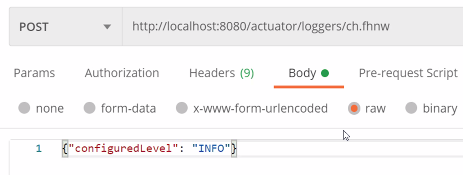 POST http://localhost:8080/actuator/loggers/ch.fhnw
Params Authorization Headers (9) Body Pre-request Script
none form-data x-www-form-urlencoded raw binary
1 {"configuredLevel": "INFO"}